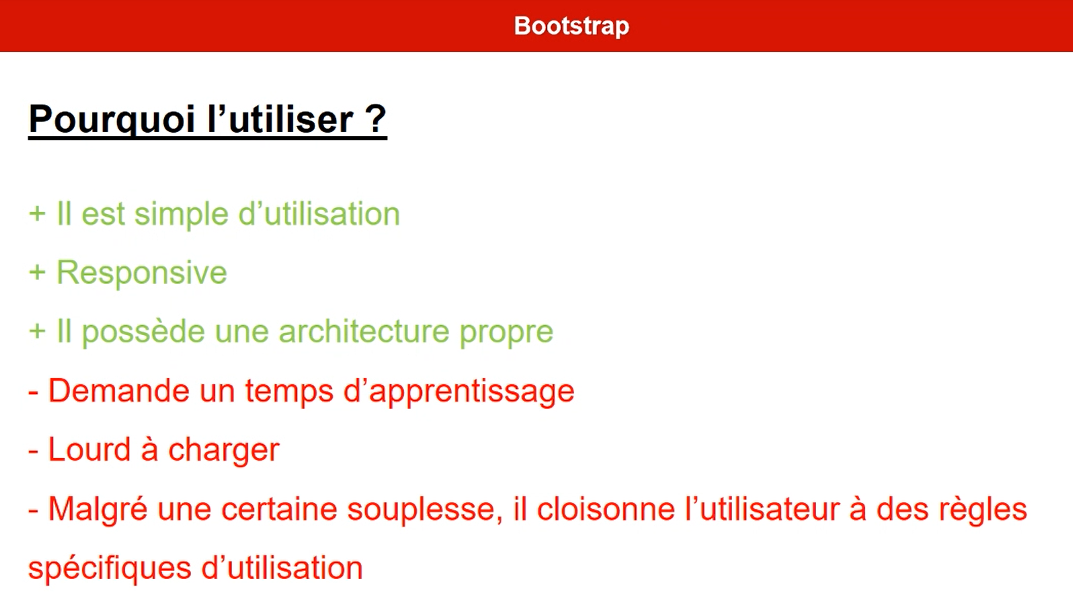 Bootstrap
Pourquoi l’utiliser ?
+ Il est simple d’utilisation
+ Responsive
+ Il possède une architecture propre
- Demande un temps d’apprentissage
- Lourd à charger
- Malgré une certaine souplesse, il cloisonne l’utilisateur à des règles
spécifiques d’utilisation